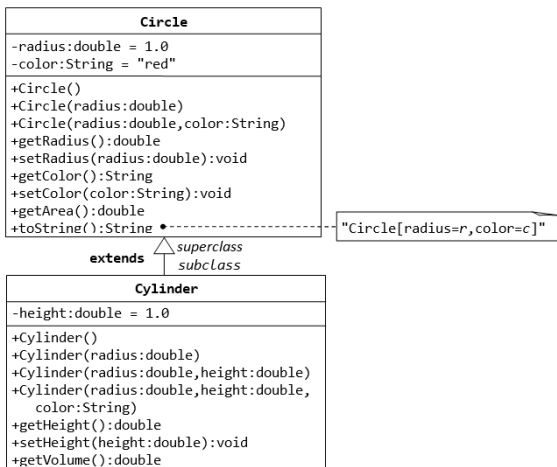 Circle
-radius:double = 1.0
-color:String = "red"
+Circle()
+Circle(radius:double)
+Circle(radius:double,color:String)
+getRadius():double
+setRadius(radius:double):void
+getColor():String
+setColor(color:String):void
+getArea():double
+toString():String
"Circle[radius=r,color=c]"
superclass
extends
subclass
Cylinder
-height:double = 1.0
+Cylinder()
+Cylinder(radius:double)
+Cylinder(radius:double,height:double)
+Cylinder(radius:double,height:double,
color:String)
+getHeight():double
+setHeight(height:double):void
+getVolume():double